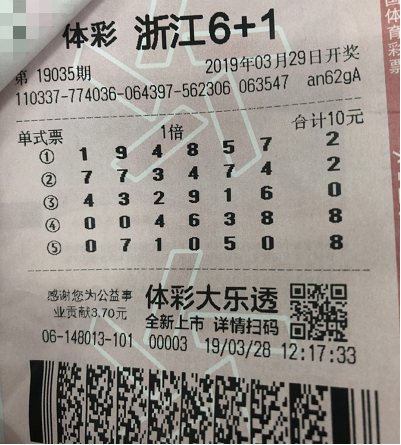 体彩 浙江6+1
第 19035期 2019年03月29日开奖
110337-774036-064397-562306 063547 an62gA
单式票 1倍 合计10元
① 1 9 4 8 5 7 2
② 7 7 3 4 7 4 2
③ 4 3 2 9 1 6 0
④ 0 0 4 6 3 8 8
⑤ 0 7 1 0 5 0 8
感谢您为公益事
业贡献3.70元
体彩大乐透
全新上市 详情扫码
06-148013-101 00003 19/03/28 12:17:33
国体育彩票